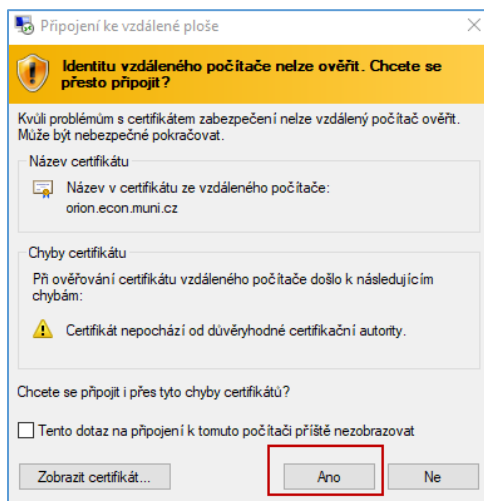 Připojení ke vzdálené ploše
Identitu vzdáleného počítače nelze ověřit. Chcete se
přesto připojit?
Kvůli problémům s certifikátem zabezpečení nelze vzdálený počítač ověřit.
Může být nebezpečné pokračovat.
Název certifikátu
Název v certifikátu ze vzdáleného počítače:
orion.econ.muni.cz
Chyby certifikátu
Při ověřování certifikátu vzdáleného počítače došlo k následujícím
chybám:
Certifikát nepochází od důvěryhodné certifikační autority.
Chcete se připojit i přes tyto chyby certifikátů?
Tento dotaz na připojení k tomuto počítači příště nezobrazovat
Zobrazit certifikát... Ano Ne